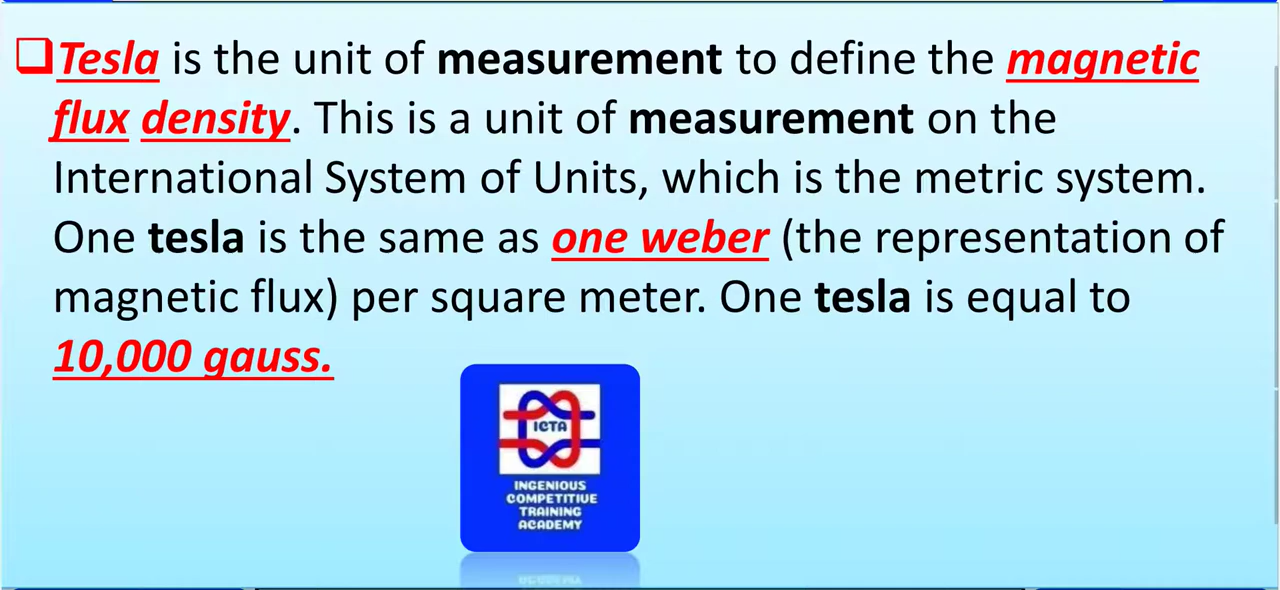 Tesla is the unit of measurement to define the magnetic
flux density. This is a unit of measurement on the
International System of Units, which is the metric system.
One tesla is the same as one weber (the representation of
magnetic flux) per square meter. One tesla is equal to
10,000 gauss.
ICTA
INGENIOUS
COMPETITIVE
TRAINING
ACADEMY